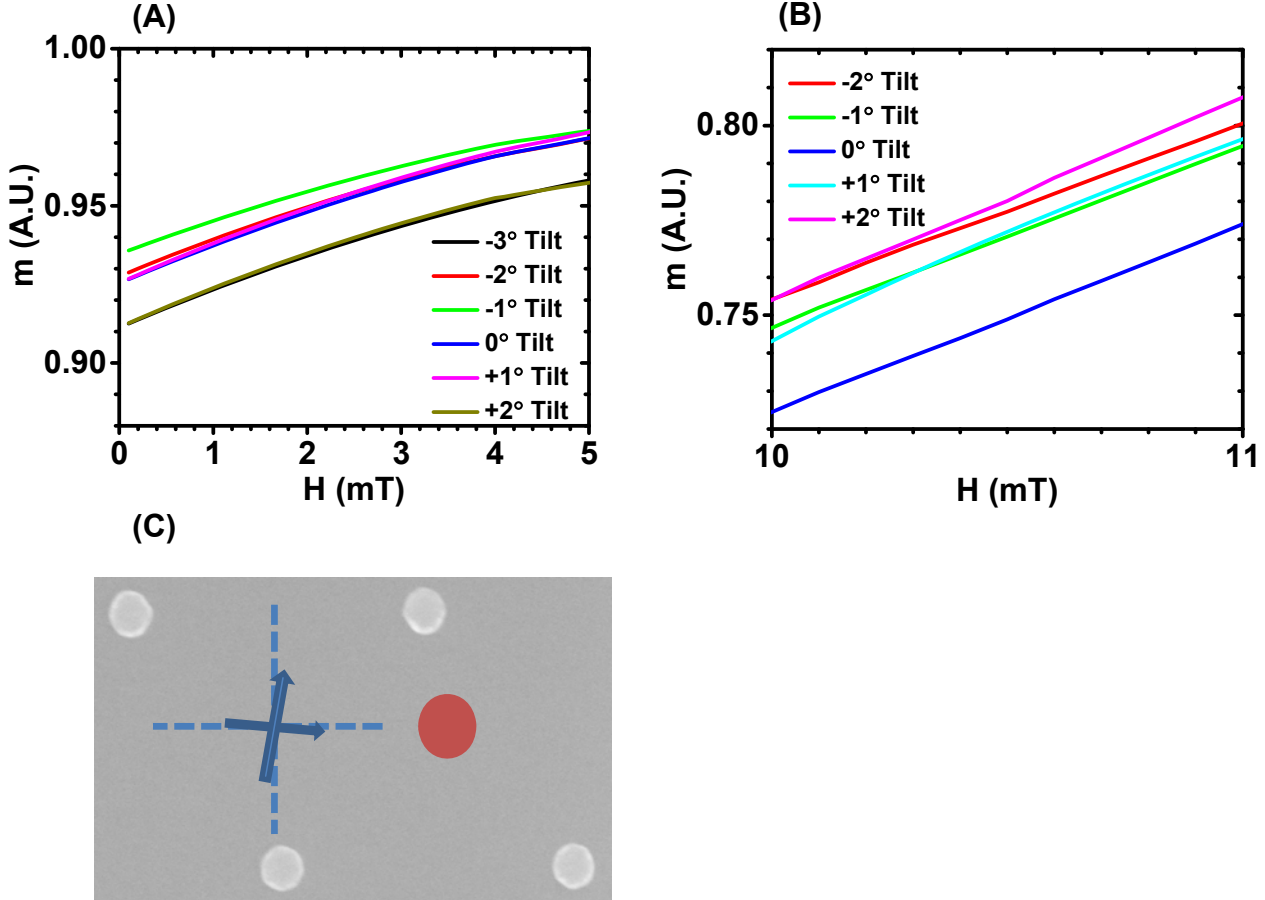 (A)
1.00
0.95
0.90
m (A.U.)
-3° Tilt
-2° Tilt
-1° Tilt
0° Tilt
+1° Tilt
+2° Tilt
0 1 2 3 4 5
H (mT)
(B)
0.80
0.75
m (A.U.)
-2° Tilt
-1° Tilt
0° Tilt
+1° Tilt
+2° Tilt
10 11
H (mT)
(C)